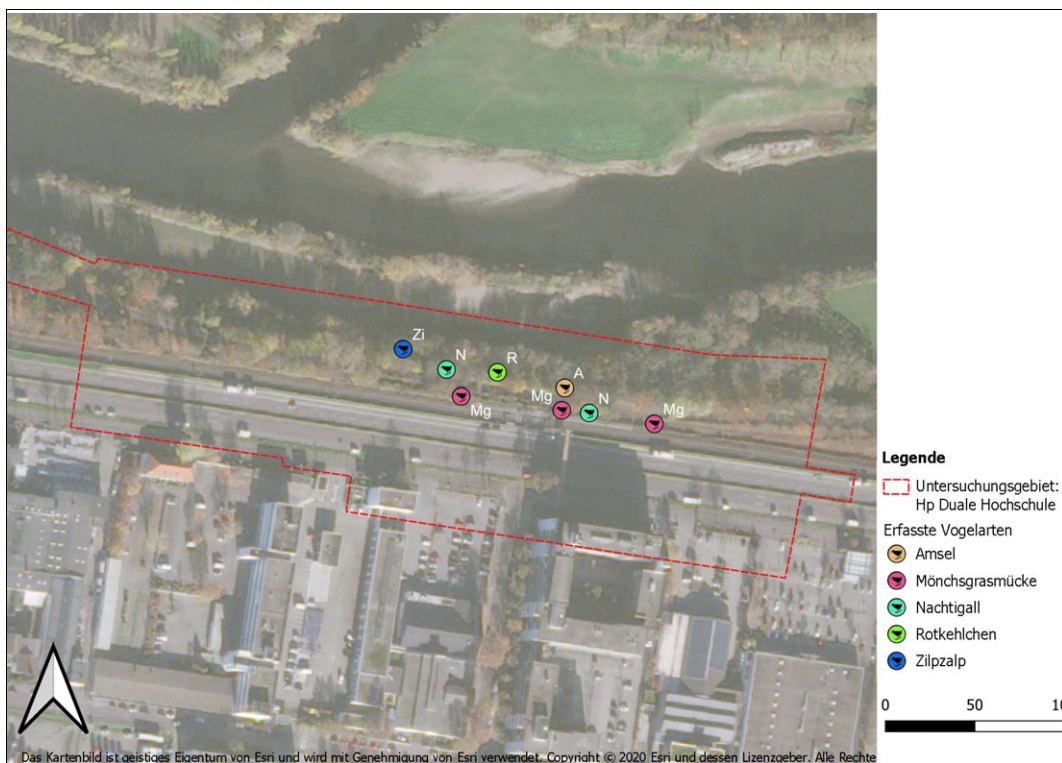 Zi
N
R
A
Mg
Mg
N
Mg
Legende
Untersuchungsgebiet:
Hp Duale Hochschule
Erfasste Vogelarten
Amsel
Mönchsgrasmücke
Nachtigall
Rotkehlchen
Zilpzalp
0 50 10
Das Kartenbild ist geistiges Eigentum von Esri und wird mit Genehmigung von Esri verwendet. Copyright © 2020 Esri und dessen Lizenzgeber. Alle Rechte